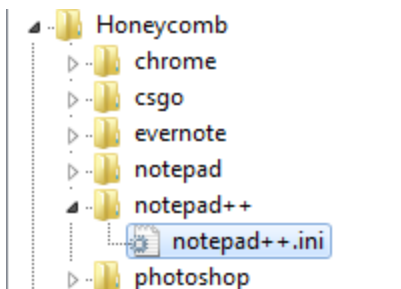 Honeycomb
chrome
csgo
evernote
notepad
notepad++
notepad++.ini
photoshop